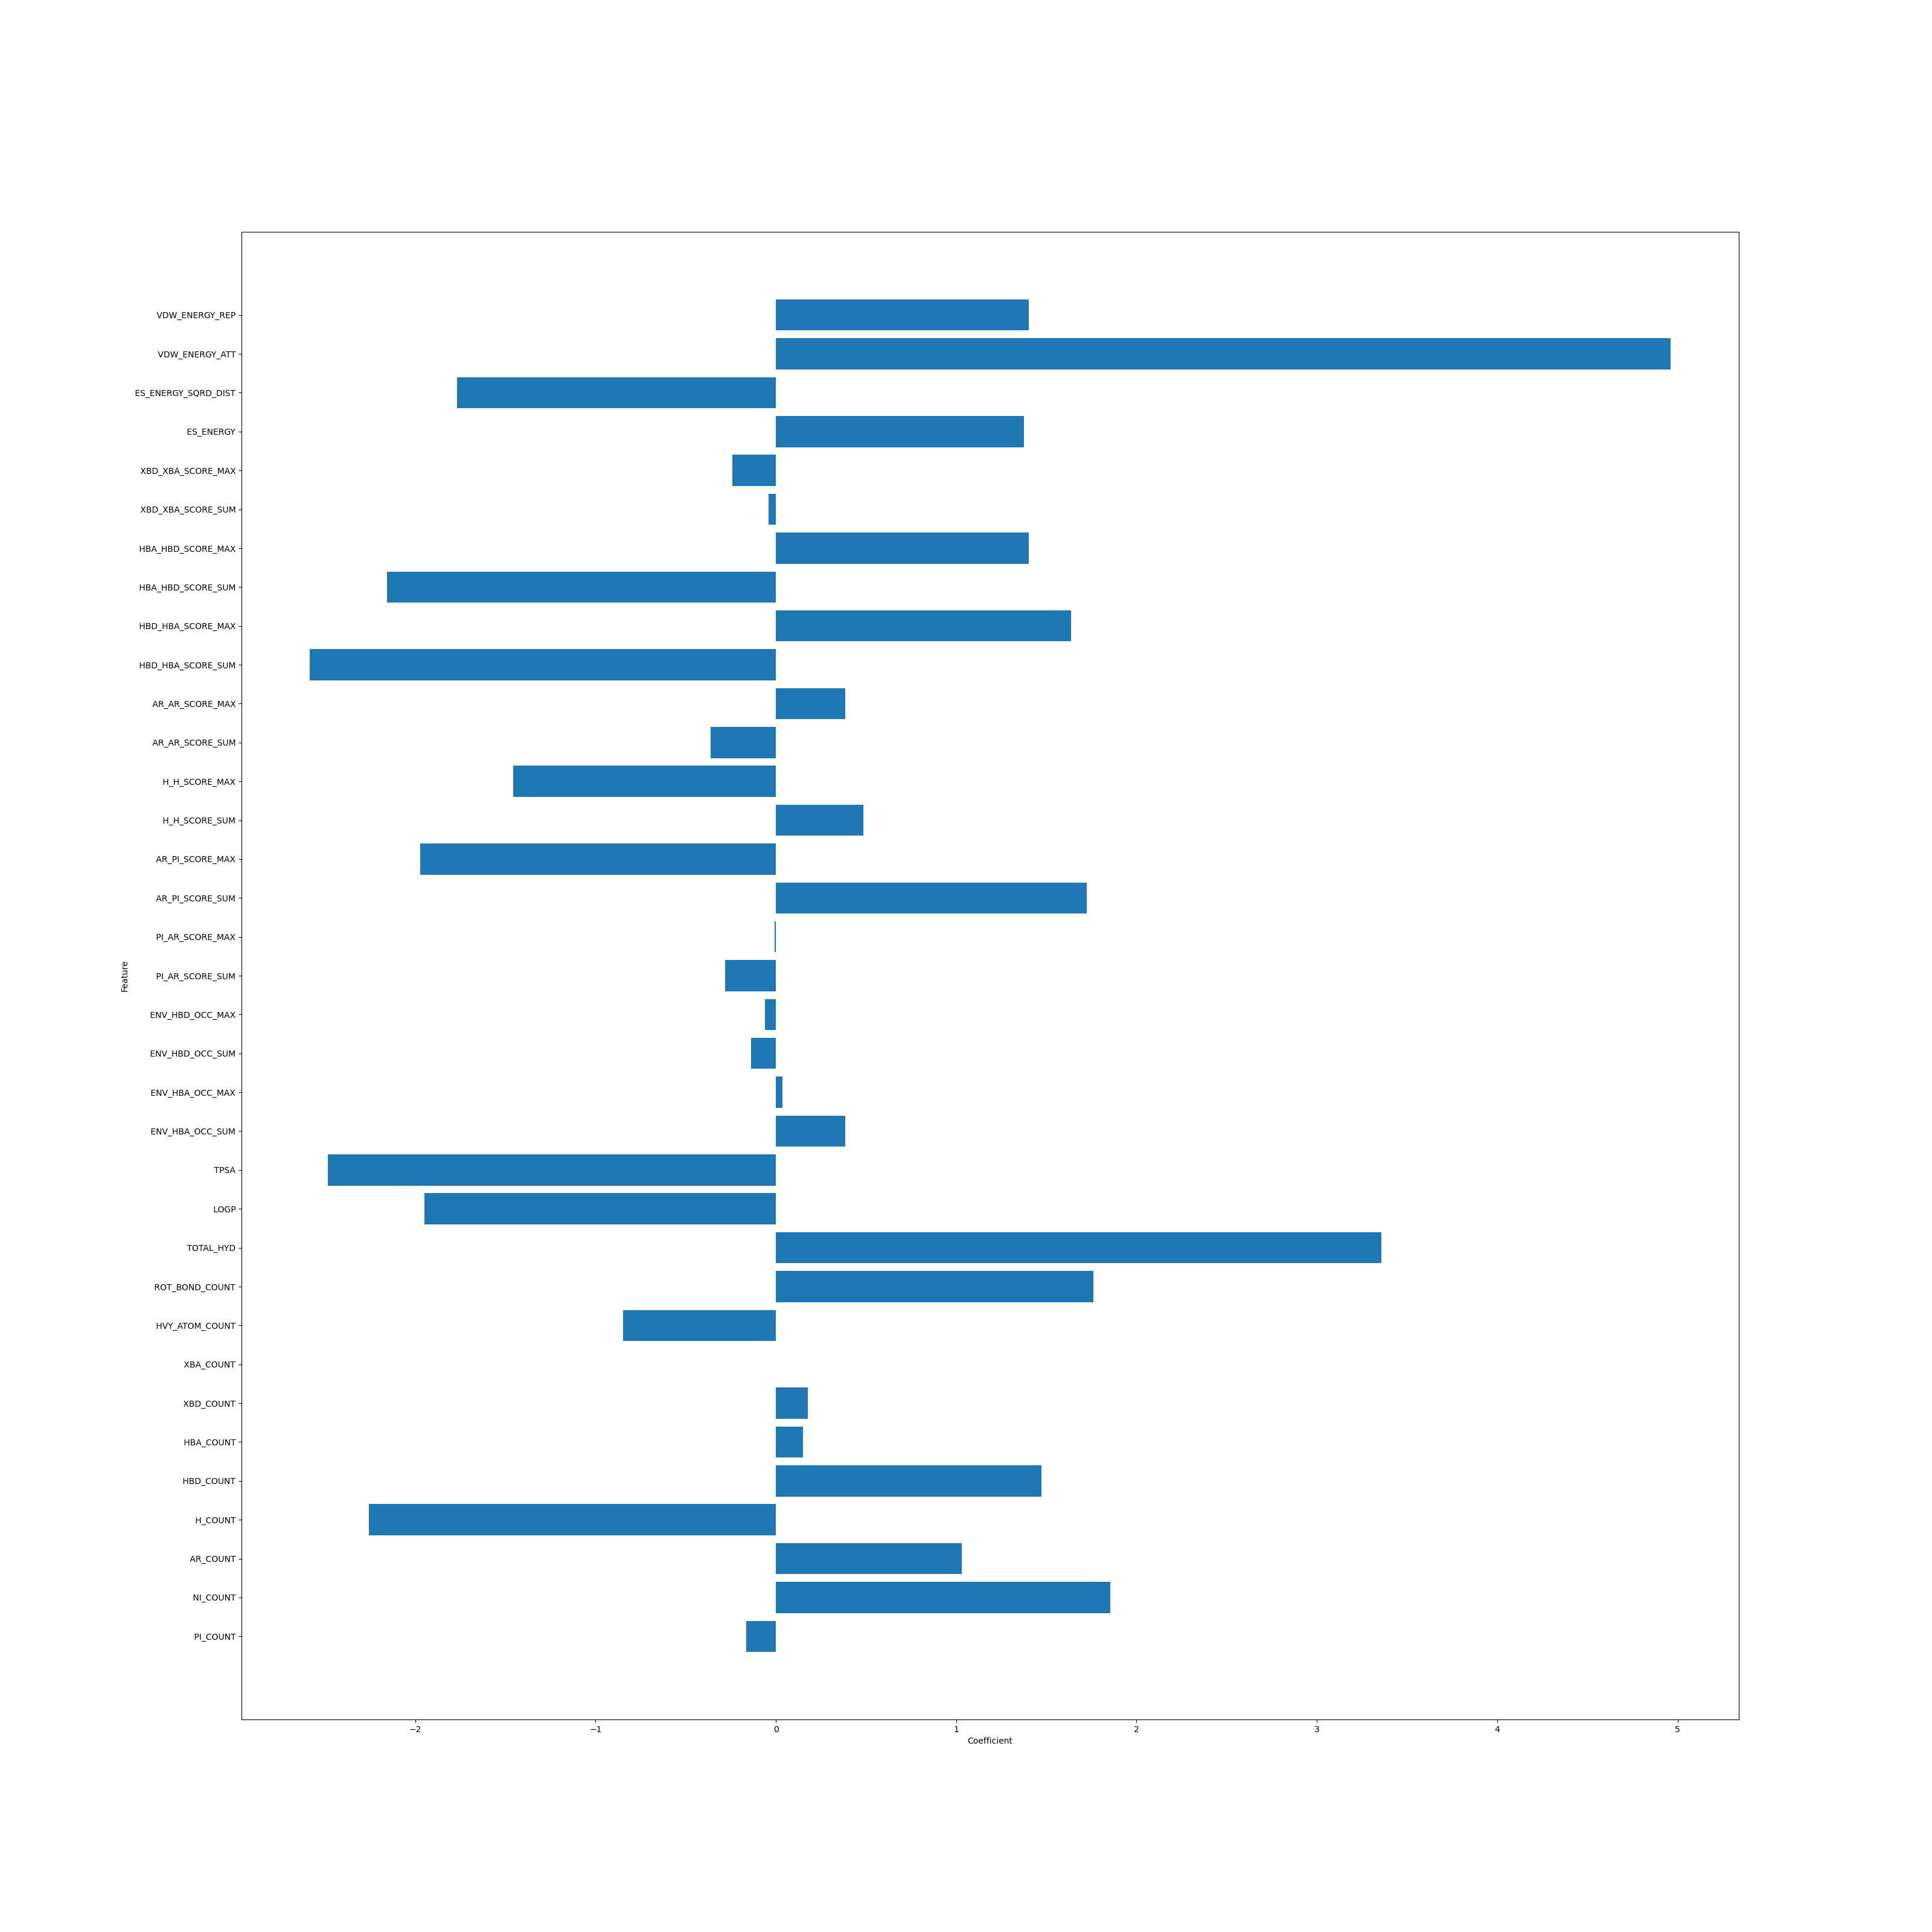 VDW_ENERGY_REP
VDW_ENERGY_ATT
ES_ENERGY_SQRD_DIST
ES_ENERGY
XBD_XBA_SCORE_MAX
XBD_XBA_SCORE_SUM
HBA_HBD_SCORE_MAX
HBA_HBD_SCORE_SUM
HBD_HBA_SCORE_MAX
HBD_HBA_SCORE_SUM
AR_AR_SCORE_MAX
AR_AR_SCORE_SUM
H_H_SCORE_MAX
H_H_SCORE_SUM
AR_PI_SCORE_MAX
AR_PI_SCORE_SUM
PI_AR_SCORE_MAX
PI_AR_SCORE_SUM
ENV_HBD_OCC_MAX
ENV_HBD_OCC_SUM
ENV_HBA_OCC_MAX
ENV_HBA_OCC_SUM
TPSA
LOGP
TOTAL_HYD
ROT_BOND_COUNT
HVY_ATOM_COUNT
XBA_COUNT
XBD_COUNT
HBA_COUNT
HBD_COUNT
H_COUNT
AR_COUNT
NI_COUNT
PI_COUNT
Feature
−2 −1 0 1 2 3 4 5
Coefficient